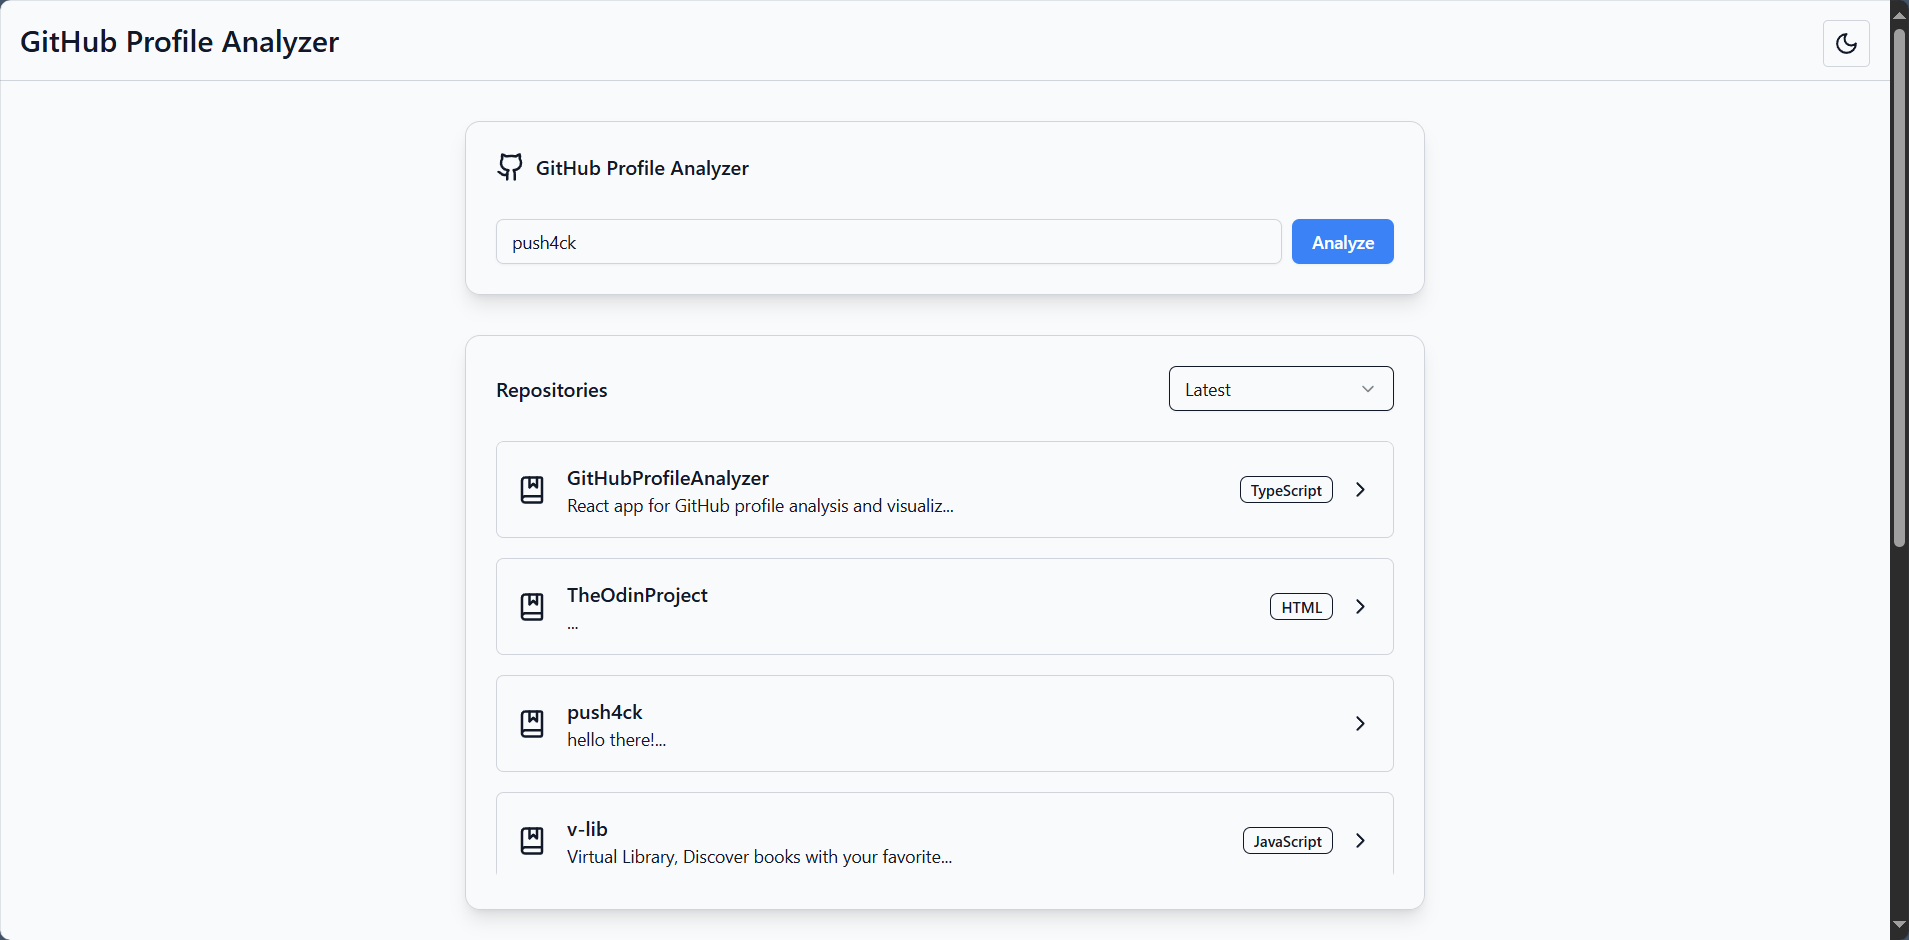 GitHub Profile Analyzer
GitHub Profile Analyzer
push4ck
Analyze
Repositories
Latest
GitHubProfileAnalyzer
React app for GitHub profile analysis and visualiz...
TypeScript
TheOdinProject
...
HTML
push4ck
hello there!...
v-lib
Virtual Library, Discover books with your favorite...
JavaScript